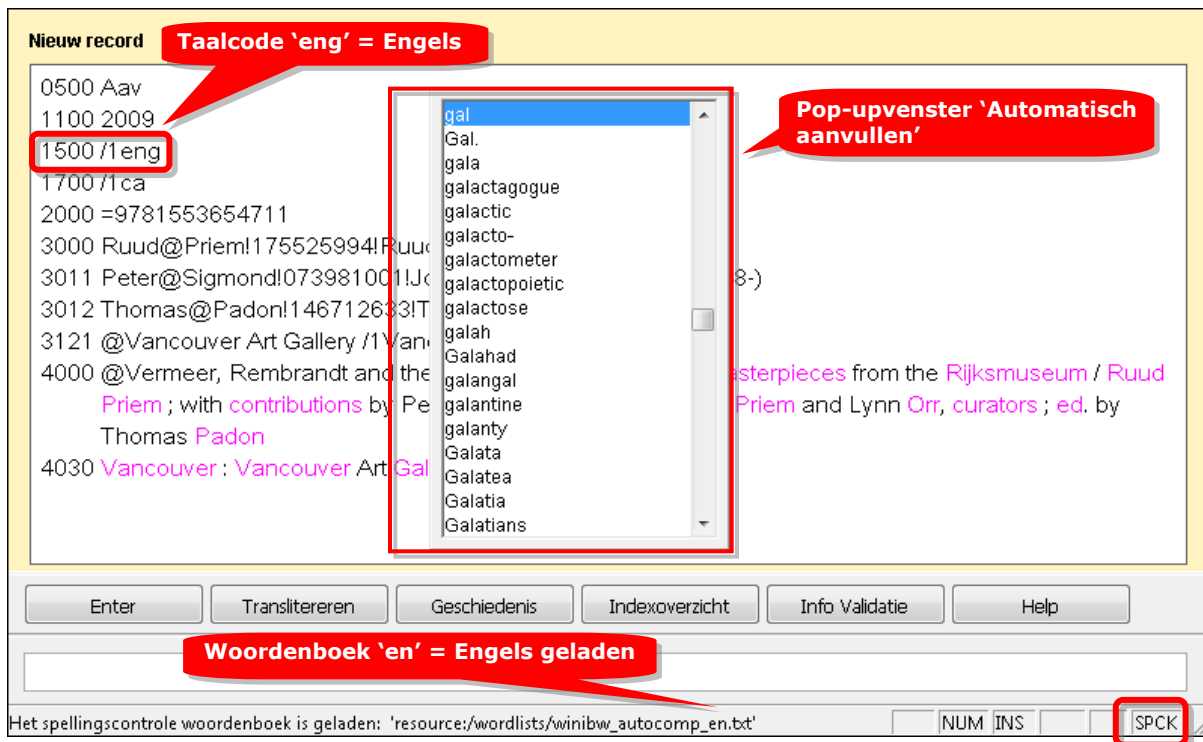 Nieuw record
Taalcode ‘eng’ = Engels
0500 Aav
1100 2009
1500 /1eng
1700 /1ca
2000 =9781553654711
3000 Ruud@Priem!175525994!Ruu
3011 Peter@Sigmond!073981001!Jo 8-)
3012 Thomas@Padon!146712633!T
3121 @Vancouver Art Gallery /1Van
4000 @Vermeer, Rembrandt and the asterpieces from the Rijksmuseum / Ruud
Priem ; with contributions by Pe Priem and Lynn Orr, curators ; ed. by
Thomas Padon
4030 Vancouver : Vancouver Art Gal
gal
Gal.
gala
galactagogue
galactic
galacto-
galactometer
galactopoietic
galactose
galah
Galahad
galangal
galantine
galanty
Galata
Galatea
Galatia
Galatians
Pop-upvenster ‘Automatisch
aanvullen’
Enter Translitereren Geschiedenis Indexoverzicht Info Validatie Help
Woordenboek ‘en’ = Engels geladen
Het spellingscontrole woordenboek is geladen: 'resource:/wordlists/winibw_autocomp_en.txt' NUM INS SPCK